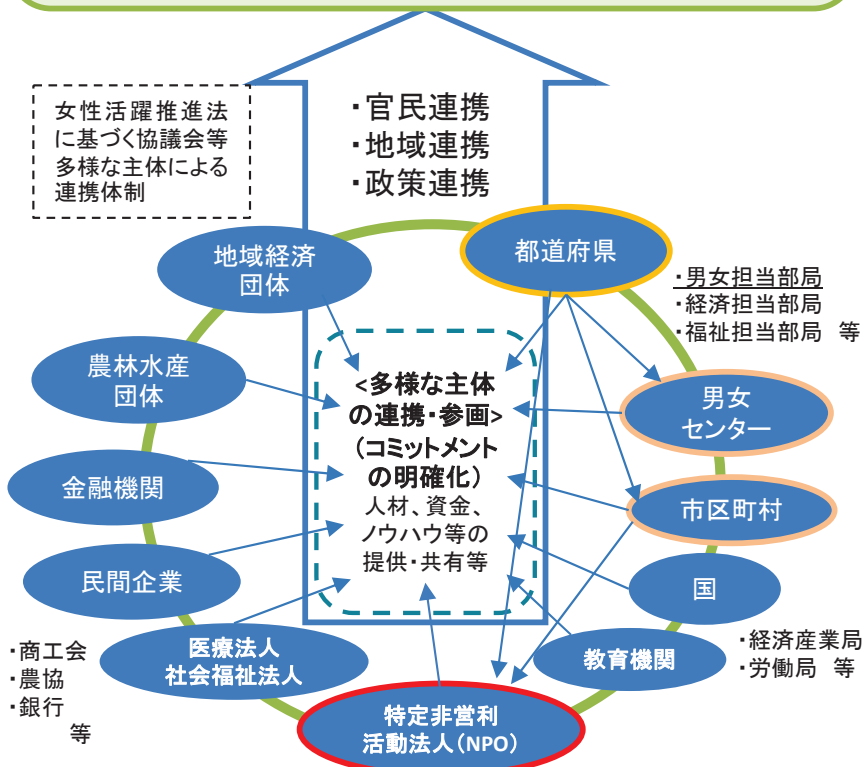 女性活躍推進法
に基づく協議会等
多様な主体による
連携体制
・官民連携
・地域連携
・政策連携
地域経済
団体
都道府県
・男女担当部局
・経済担当部局
・福祉担当部局 等
農林水産
団体
男女
センター
<多様な主体
の連携・参画>
(コミットメント
の明確化)
人材、資金、
ノウハウ等の
提供・共有等
金融機関
市区町村
民間企業
国
・経済産業局
・労働局 等
・商工会
・農協
・銀行
等
医療法人
社会福祉法人
教育機関
特定非営利
活動法人(NPO)